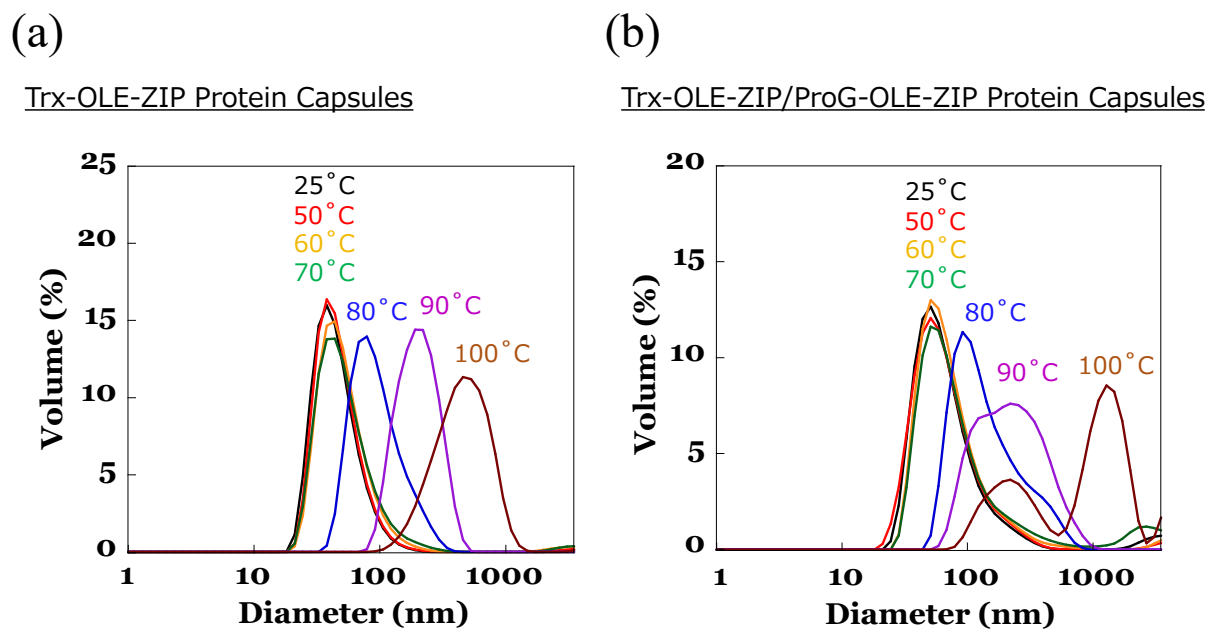 (a)
Trx-OLE-ZIP Protein Capsules
25
20
15
10
5
0
Volume (%)
25˚C
50˚C
60˚C
70˚C
80˚C
90˚C
100˚C
1
10
100
1000
Diameter (nm)
(b)
Trx-OLE-ZIP/ProG-OLE-ZIP Protein Capsules
20
15
10
5
0
Volume (%)
25˚C
50˚C
60˚C
70˚C
80˚C
90˚C
100˚C
1
10
100
1000
Diameter (nm)